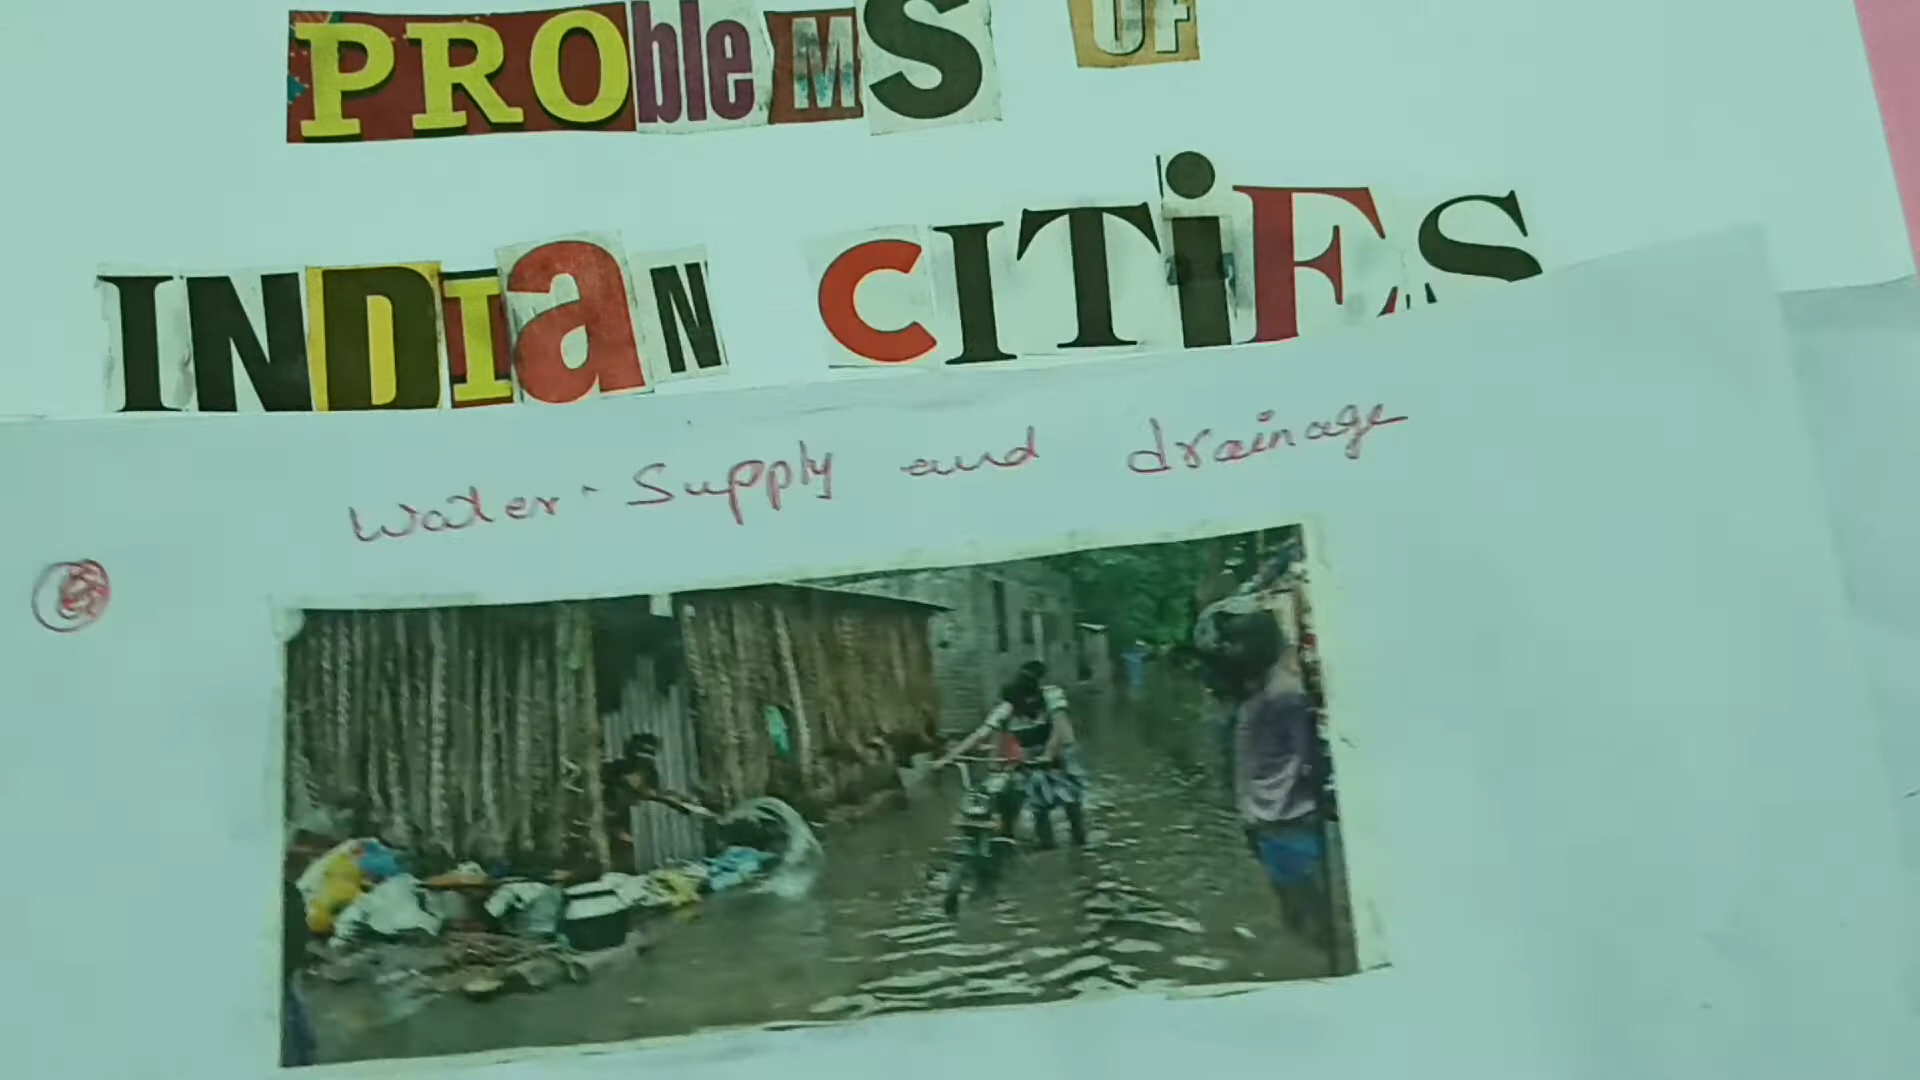 PRObleMS OF
INDIaN CITiES
Water-Supply and drainage